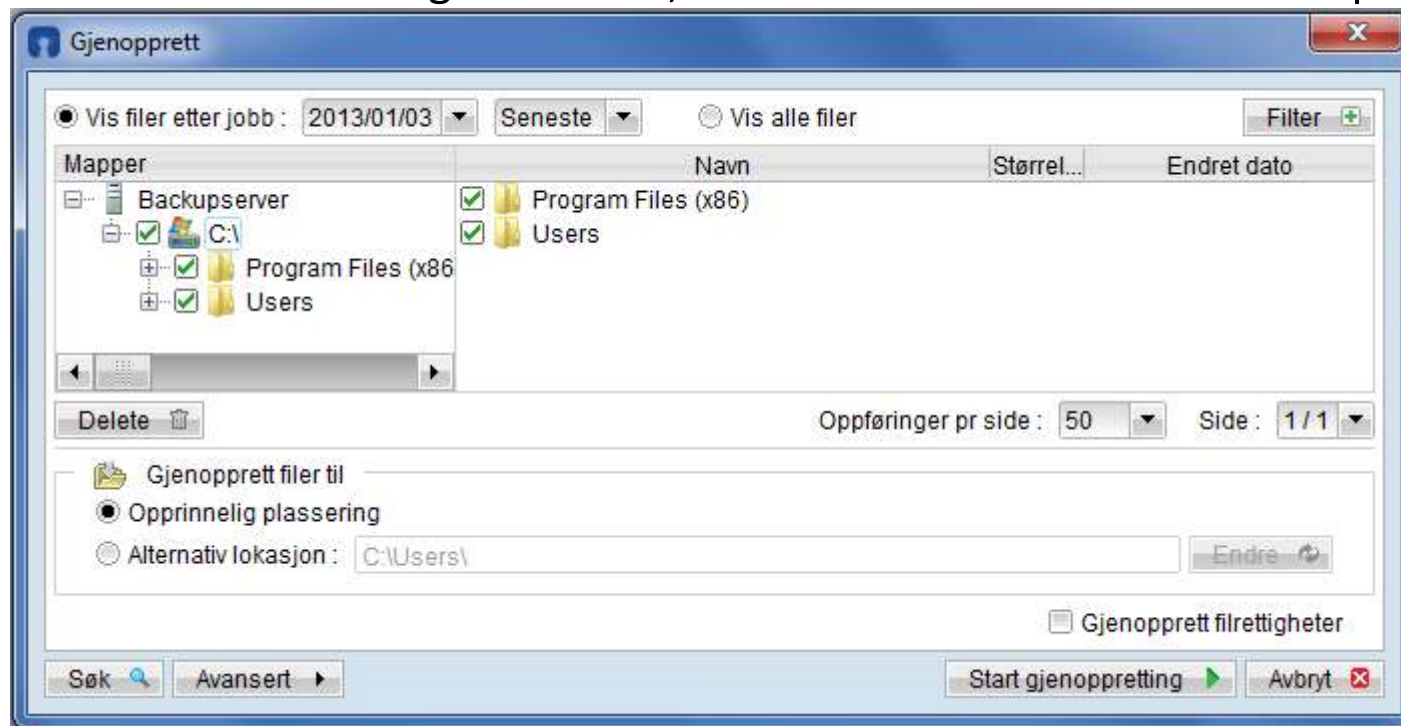 Gjenopprett
Vis filer etter jobb : 2013/01/03 Seneste Vis alle filer Filter
Mapper Navn Størrel... Endret dato
Backupserver Program Files (x86)
C:\ Users
Program Files (x86
Users
Delete Oppføringer pr side : 50 Side : 1 / 1
Gjenopprett filer til
Opprinnelig plassering
Alternativ lokasjon : C:\Users\ Endre
Gjenopprett filrettigheter
Søk Avansert Start gjenoppretting Avbryt